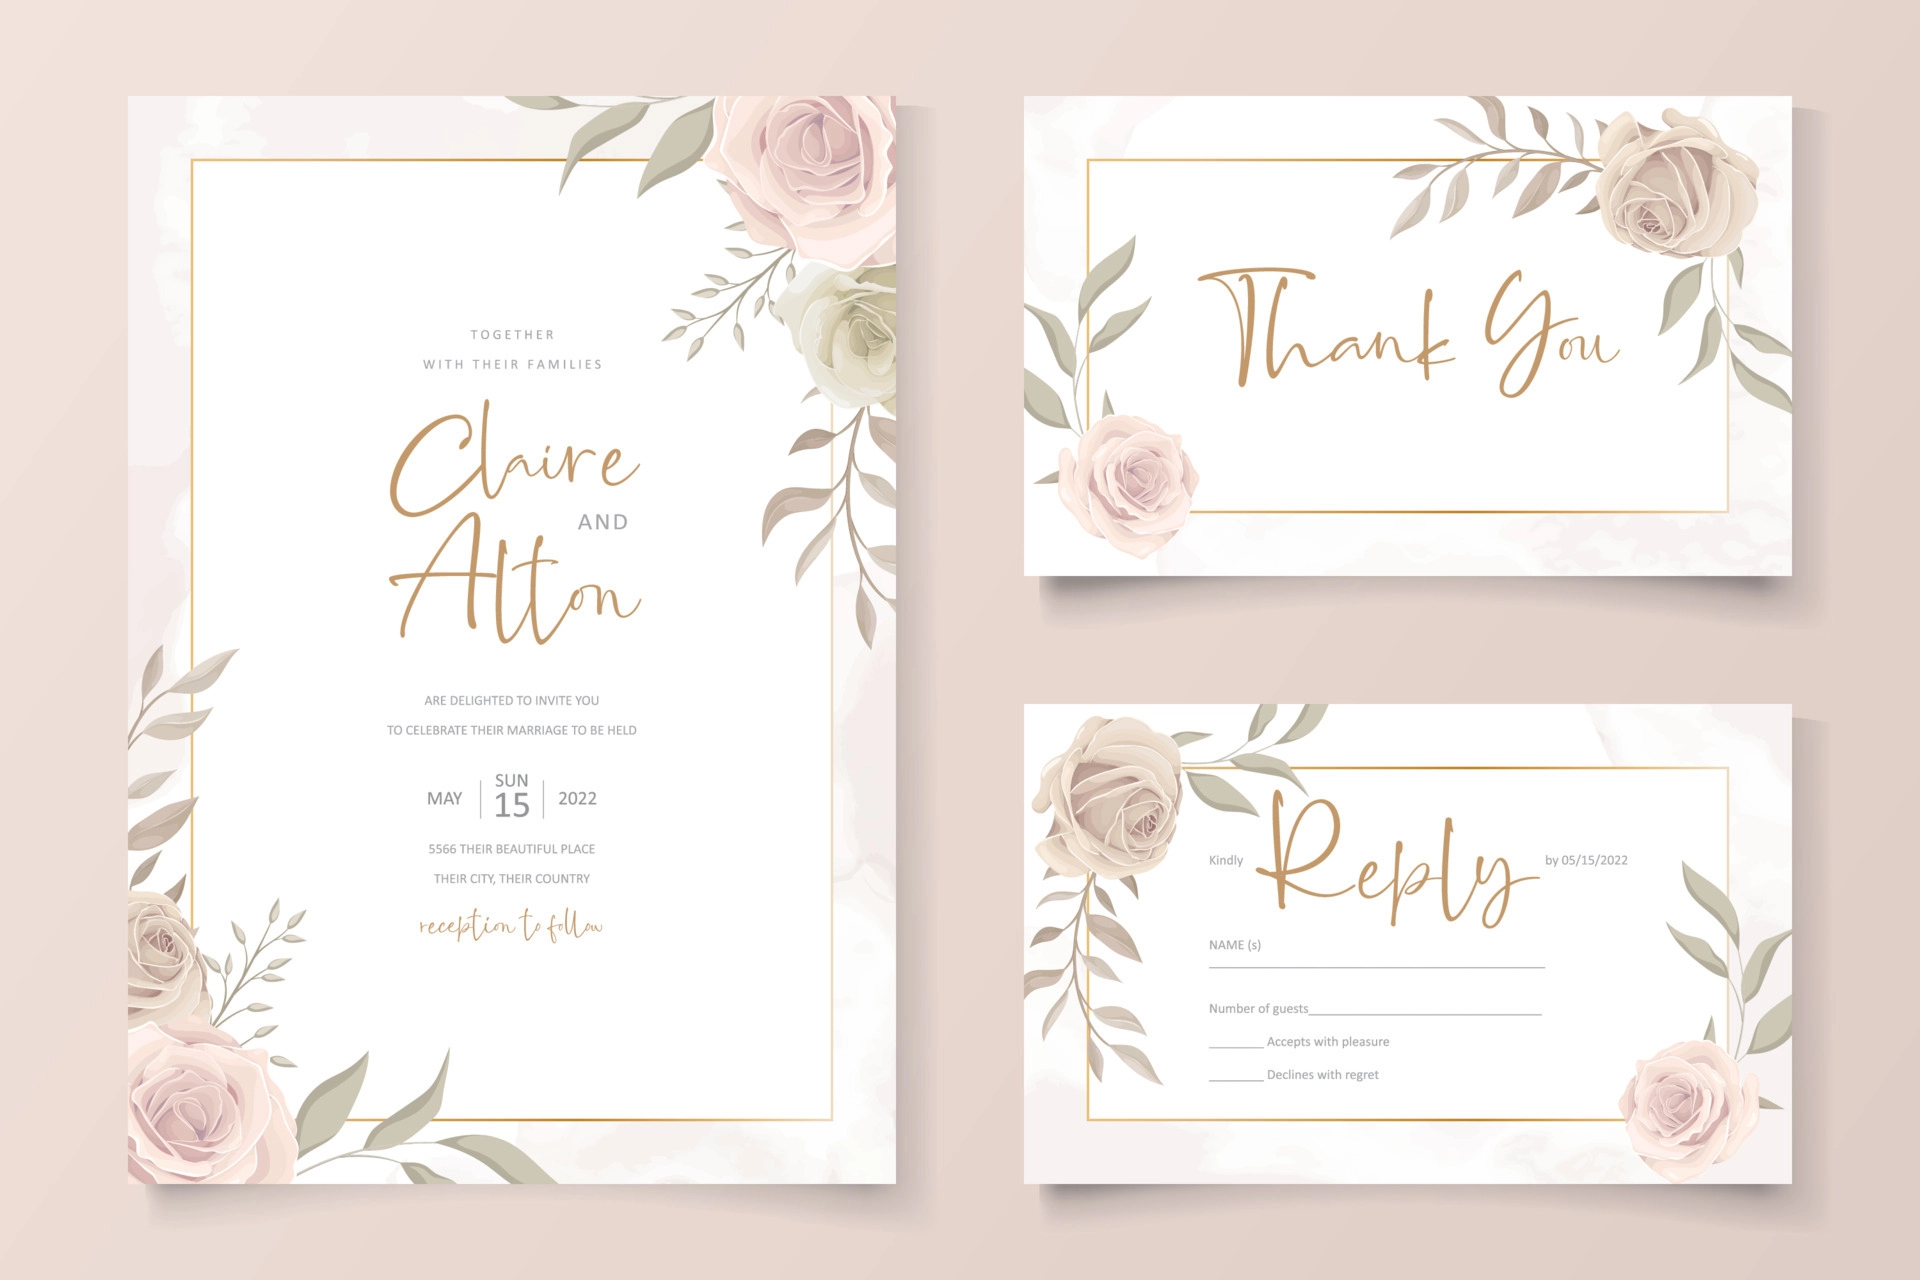 TOGETHER
WITH THEIR FAMILIES
Claire
AND
Alton
ARE DELIGHTED TO INVITE YOU
TO CELEBRATE THEIR MARRIAGE TO BE HELD
SUN
MAY 15 2022
5566 THEIR BEAUTIFUL PLACE
THEIR CITY, THEIR COUNTRY
reception to follow
Thank You
Kindly Reply by 05/15/2022
NAME (s)
Number of guests
Accepts with pleasure
Declines with regret